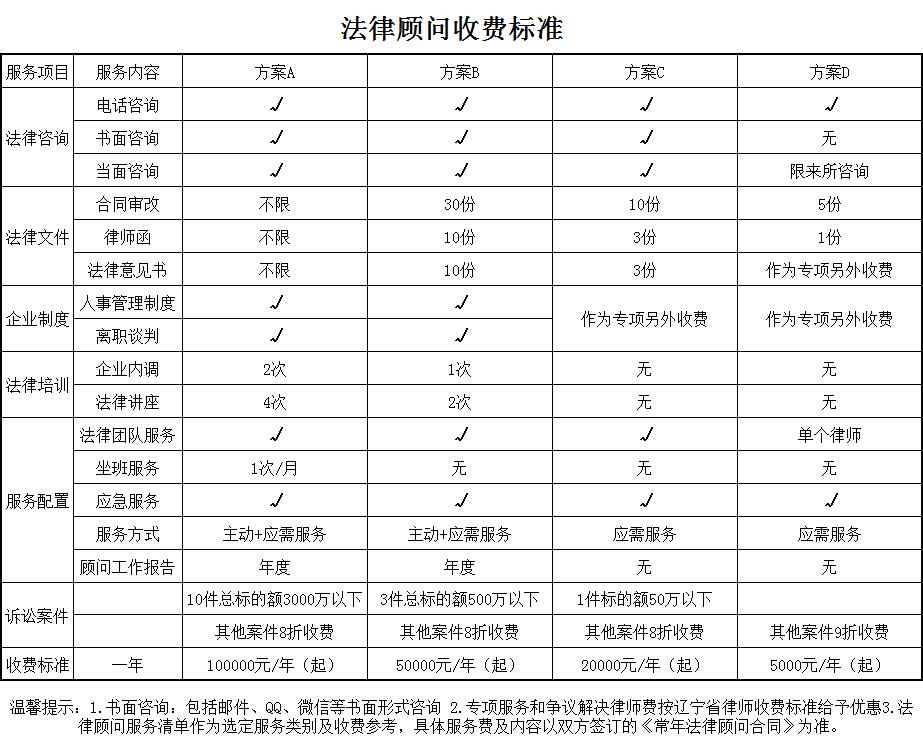 法律顾问收费标准
服务项目 服务内容 方案A 方案B 方案C 方案D
法律咨询 电话咨询 √ √ √ √
书面咨询 √ √ √ 无
当面咨询 √ √ √ 限来所咨询
法律文件 合同审改 不限 30份 10份 5份
律师函 不限 10份 3份 1份
法律意见书 不限 10份 3份 作为专项另外收费
企业制度 人事管理制度 √ √ 作为专项另外收费 作为专项另外收费
离职谈判 √ √
法律培训 企业内调 2次 1次 无 无
法律讲座 4次 2次 无 无
服务配置 法律团队服务 √ √ √ 单个律师
坐班服务 1次/月 无 无 无
应急服务 √ √ √ √
服务方式 主动+应需服务 主动+应需服务 应需服务 应需服务
顾问工作报告 年度 年度 无 无
诉讼案件 10件总标的额3000万以下 3件总标的额500万以下 1件标的额50万以下
其他案件8折收费 其他案件8折收费 其他案件8折收费 其他案件9折收费
收费标准 一年 100000元/年（起） 50000元/年（起） 20000元/年（起） 5000元/年（起）
温馨提示：1.书面咨询：包括邮件、QQ、微信等书面形式咨询 2.专项服务和争议解决律师费按辽宁省律师收费标准给予优惠3.法
律顾问服务清单作为选定服务类别及收费参考，具体服务费及内容以双方签订的《常年法律顾问合同》为准。